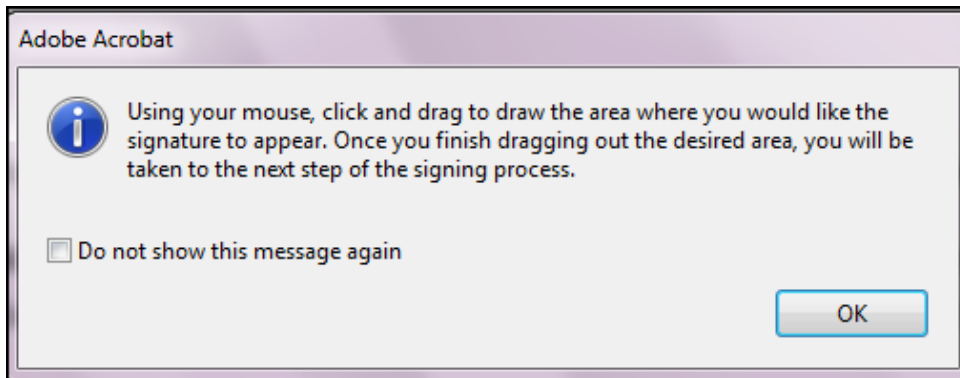 Adobe Acrobat
Using your mouse, click and drag to draw the area where you would like the
signature to appear. Once you finish dragging out the desired area, you will be
taken to the next step of the signing process.
Do not show this message again
OK